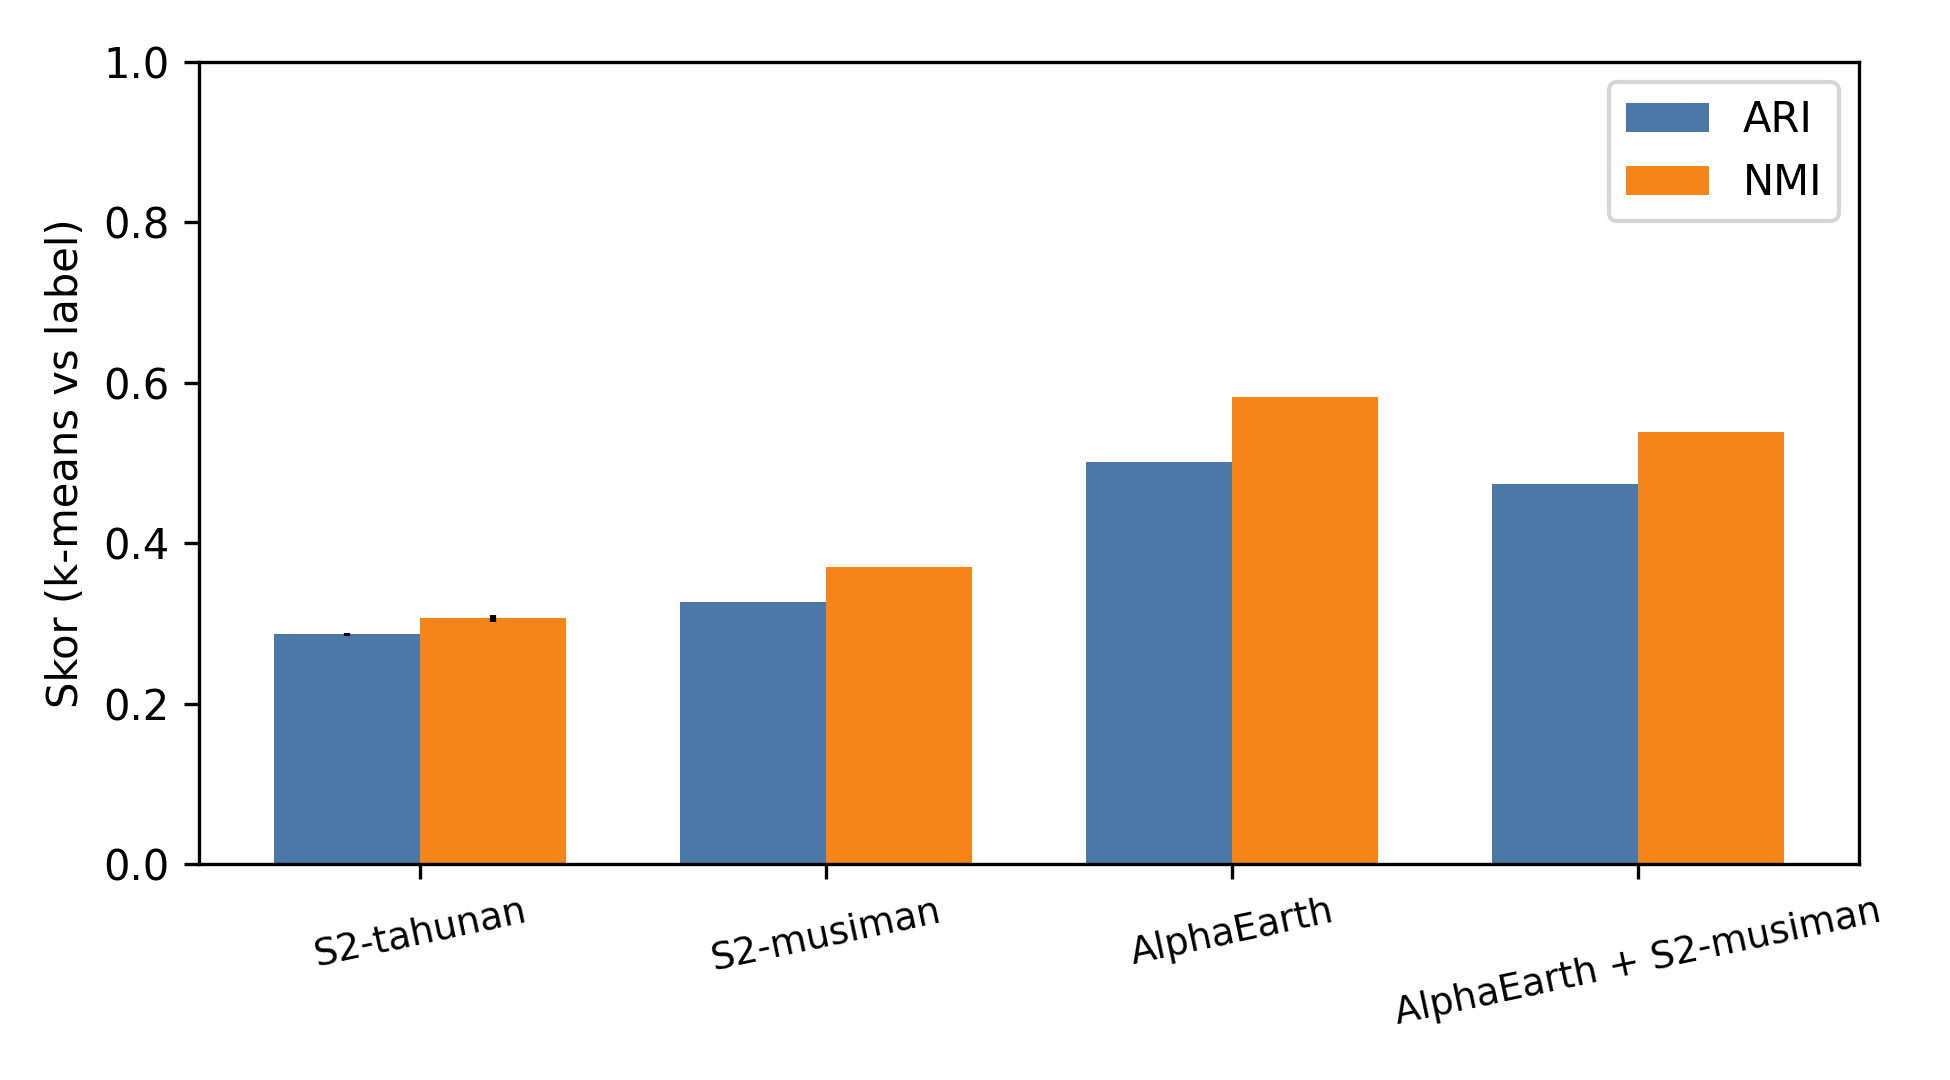 Skor (k-means vs label)
1.0
0.8
0.6
0.4
0.2
0.0
ARI
NMI
S2-tahunan
S2-musiman
AlphaEarth
AlphaEarth + S2-musiman